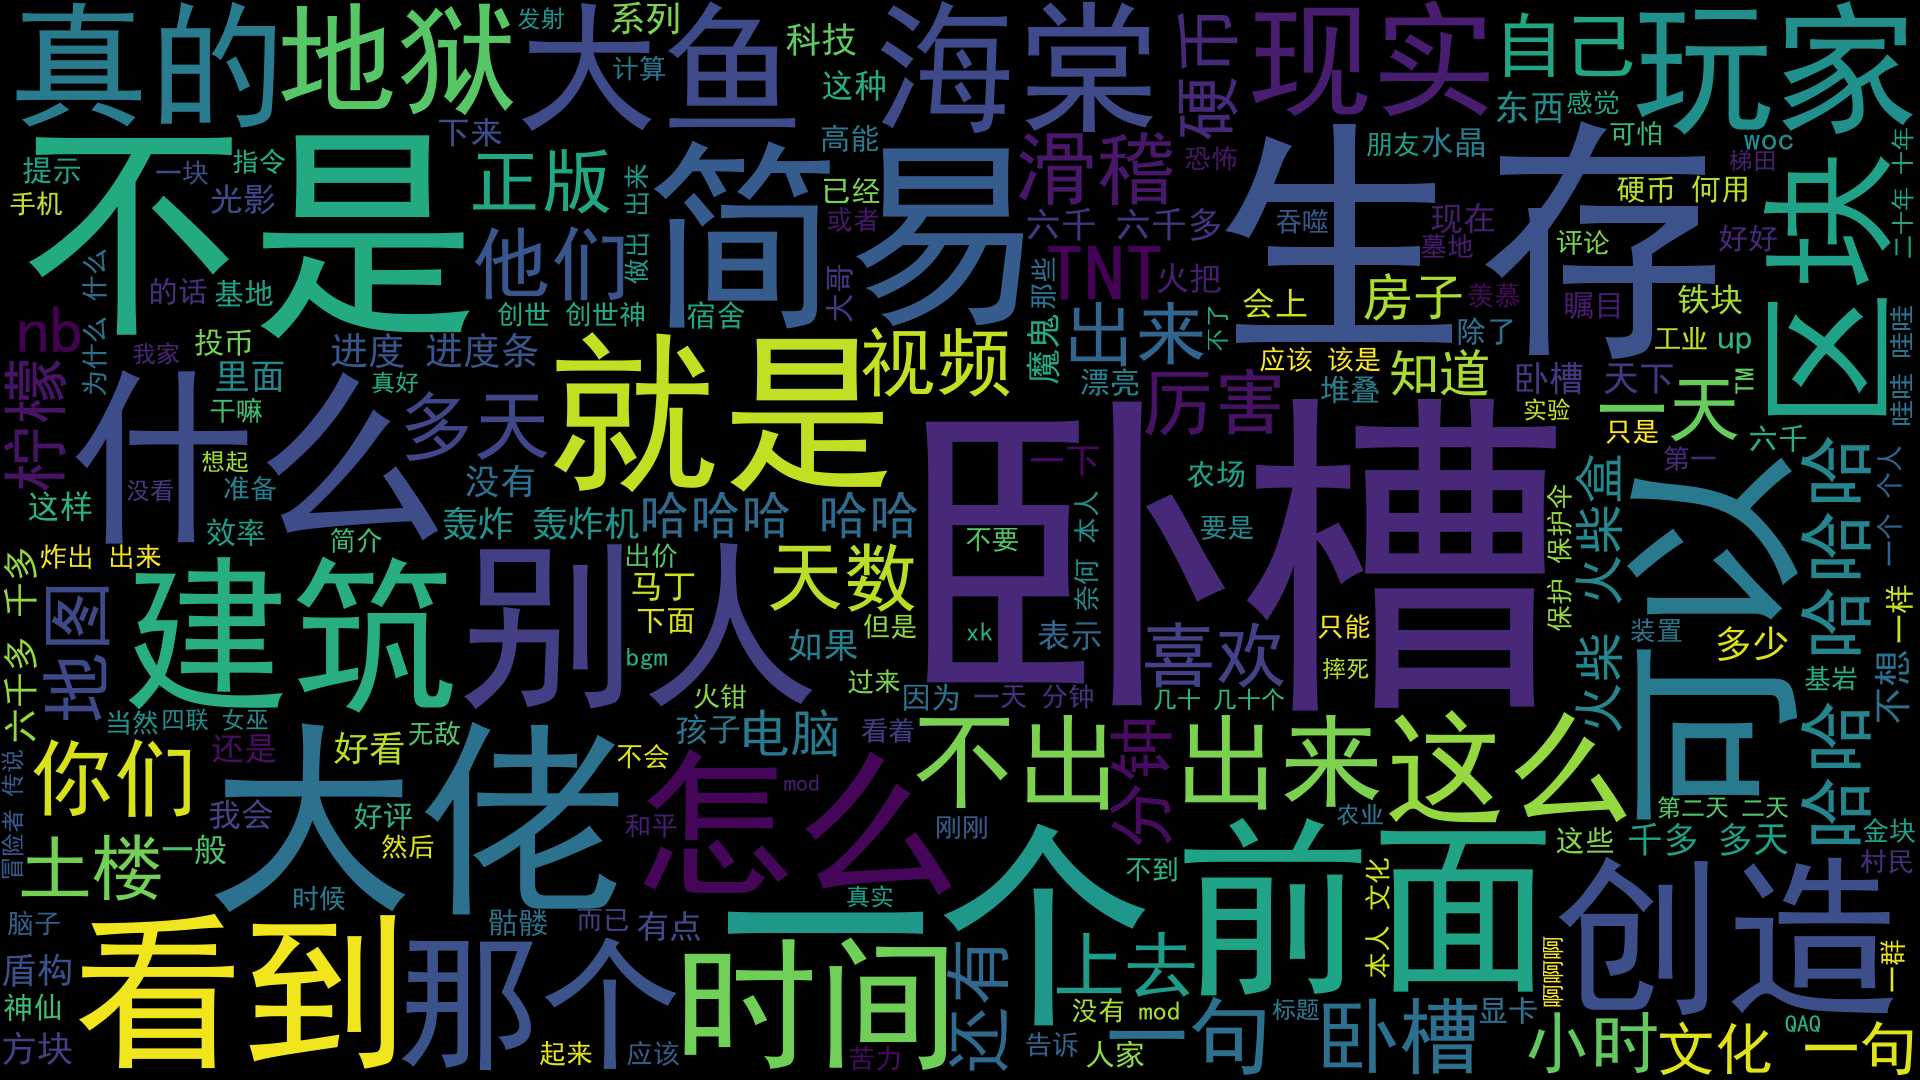 真的
地狱
发射
大鱼
系列
计算
科技
这种
海棠
硬币
现实
自己
玩家
下来
高能
东西
感觉
可怕
woc
梯田
二十年 十年
提示
指令
一块
手机
光影
不是
正版
出来
简易
已经
或者
滑稽
恐怖
朋友
水晶
生存
硬币 何用
现在
墓地
评论
好好
区块
六千 六千多
吞噬
他们
做出
为什么 什么
的话
基地
创世 创世神
宿舍
大哥
那些
TNT
火把
会上
房子
羡慕
瞩目
铁块
nb
投币
我家
进度 进度条
就是
视频
魔鬼
出来
不了
除了
工业
up
哇哇 哇哇
里面
真好
漂亮
应该 该是
堆叠
知道
卧槽 天下
TM
柠檬
什么
干嘛
多天
厉害
实验
一天
只是
六千
想起
没看
没有
一下
农场
第一
哈哈哈 哈哈
一个 个人
这样
准备
效率
轰炸 轰炸机
哈哈哈 哈哈
卧槽
本人
奈何
要是
保护 保护伞
火柴 火柴盒
可以
简介
不要
炸出 出来
建筑
别人
出价
天数
马丁
下面
但是
六千多 千多
地图
xk
表示
喜欢
只能
装置
多少
一样
bgm
如果
摔死
基岩
不想
火钳
过来
因为
一天 分钟
几十 几十个
当然
四联
女巫
无敌
孩子
电脑
看着
不出 出来
这么
冒险者 传说
你们
还是
大佬
好看
不会
怎么
mod
分钟
第二天 二天
我会
好评
和平
刚刚
农业
这些
千多 多天
金块
土楼
一般
然后
一个
前面
不到
村民
时候
真实
本人 文化
创造
脑子
骷髅
而已
有点
看到
那个
时间
还有
上去
啊啊啊
一群
盾构
神仙
没有 mod
一句
标题
卧槽
显卡
QAQ
方块
起来
应该
苦力
告诉
人家
小时
文化 一句